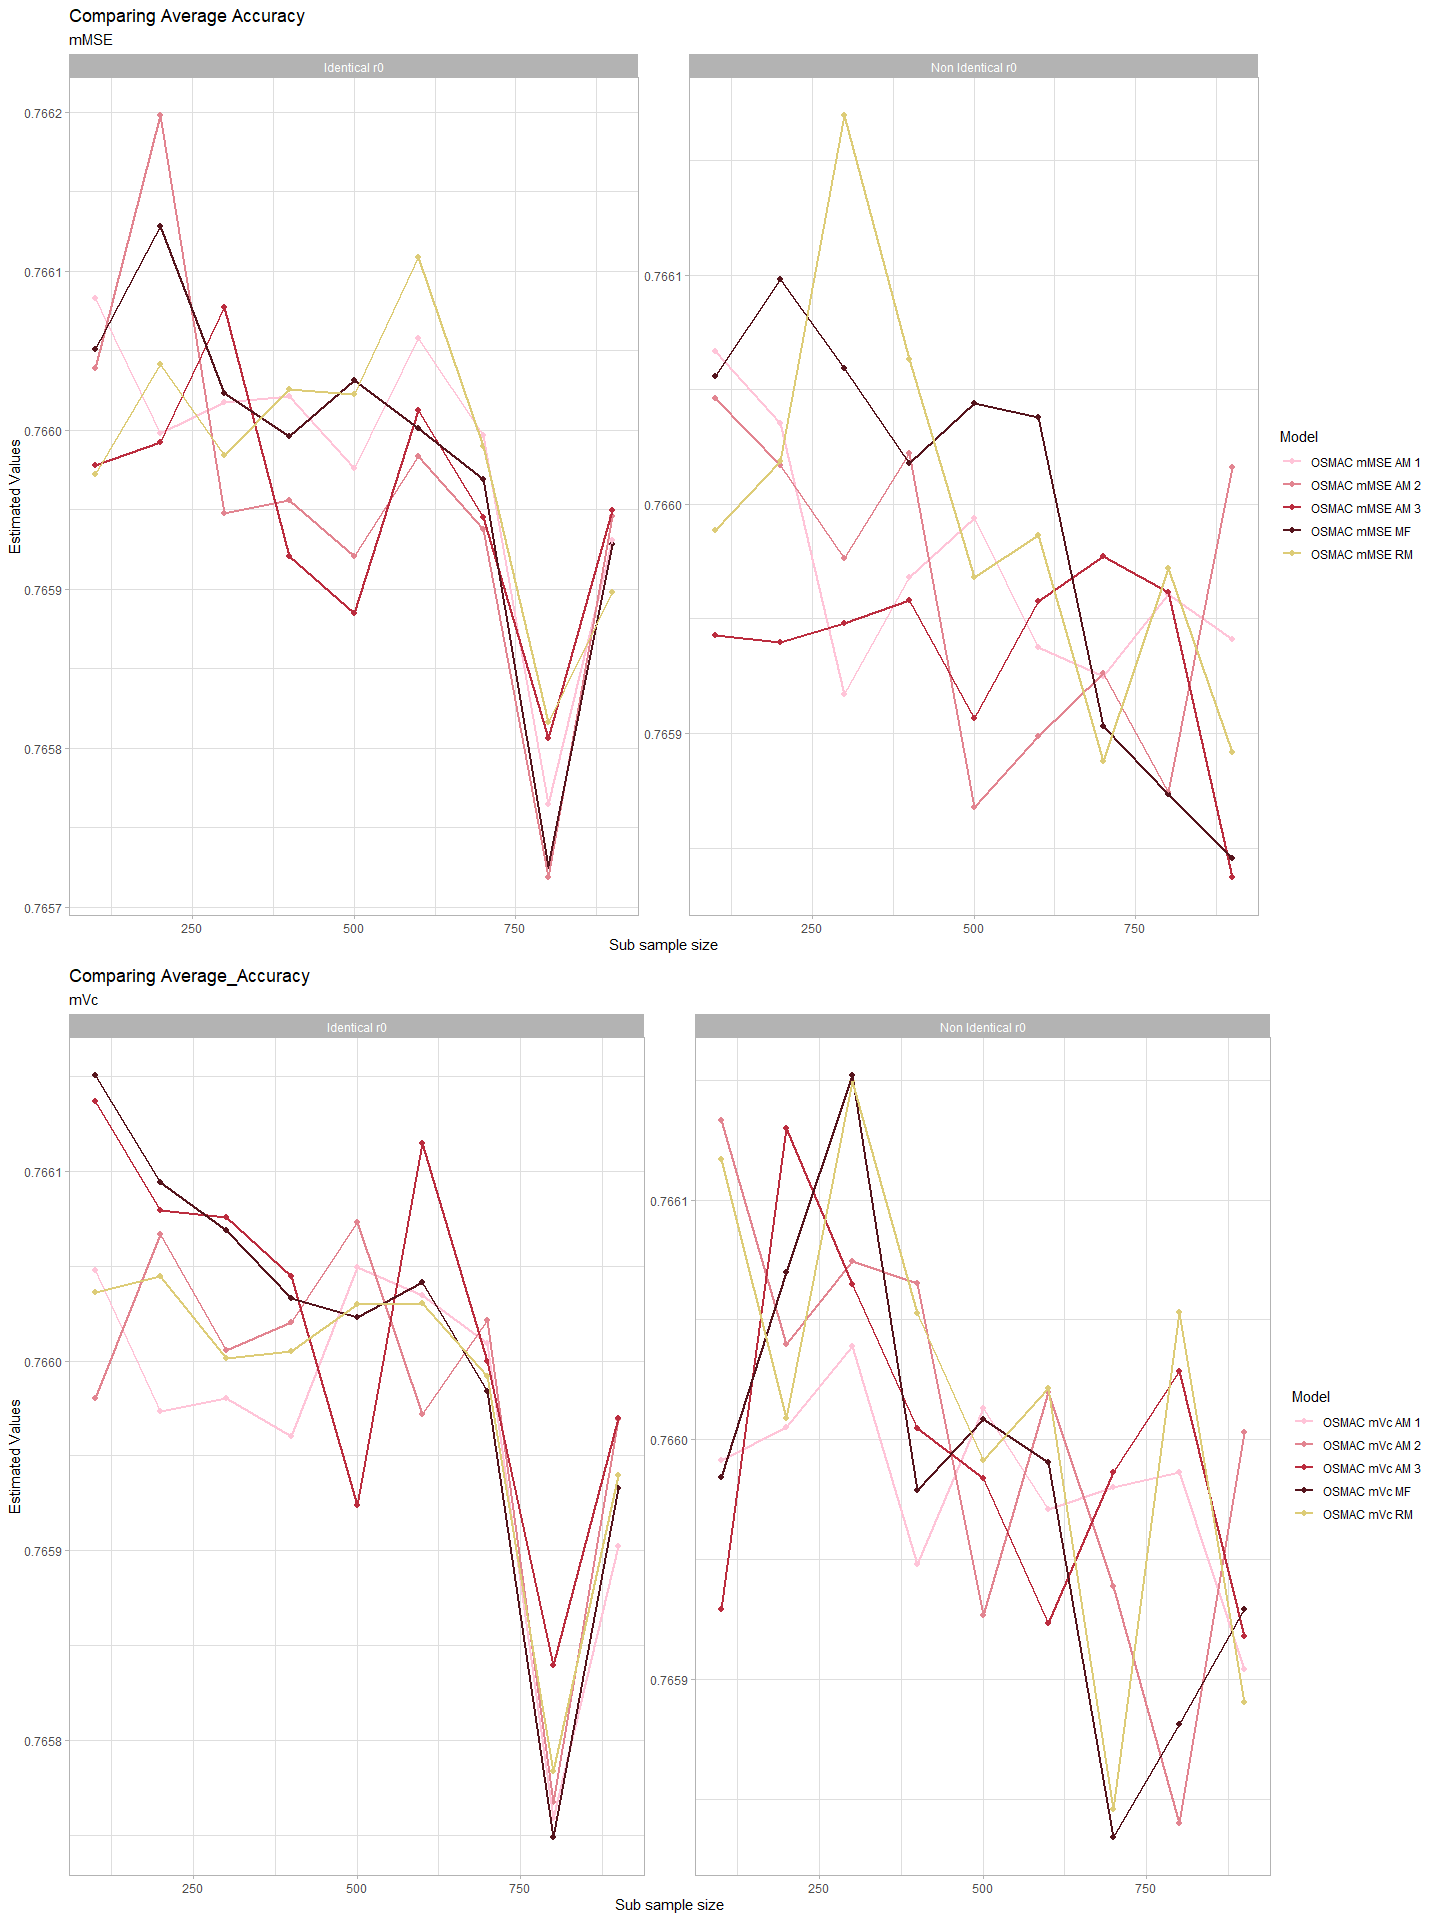 Comparing Average Accuracy
mMSE
Identical r0
Non Identical r0
0.7662
0.7661
0.7660
0.7659
0.7658
0.7657
0.7661
0.7660
0.7659
Estimated Values
250
500
750
250
500
750
Sub sample size
Model
OSMAC mMSE AM 1
OSMAC mMSE AM 2
OSMAC mMSE AM 3
OSMAC mMSE MF
OSMAC mMSE RM
Comparing Average_Accuracy
mVc
Identical r0
Non Identical r0
0.7661
0.7660
0.7659
0.7658
0.7661
0.7660
0.7659
Estimated Values
250
500
750
250
500
750
Sub sample size
Model
OSMAC mVc AM 1
OSMAC mVc AM 2
OSMAC mVc AM 3
OSMAC mVc MF
OSMAC mVc RM